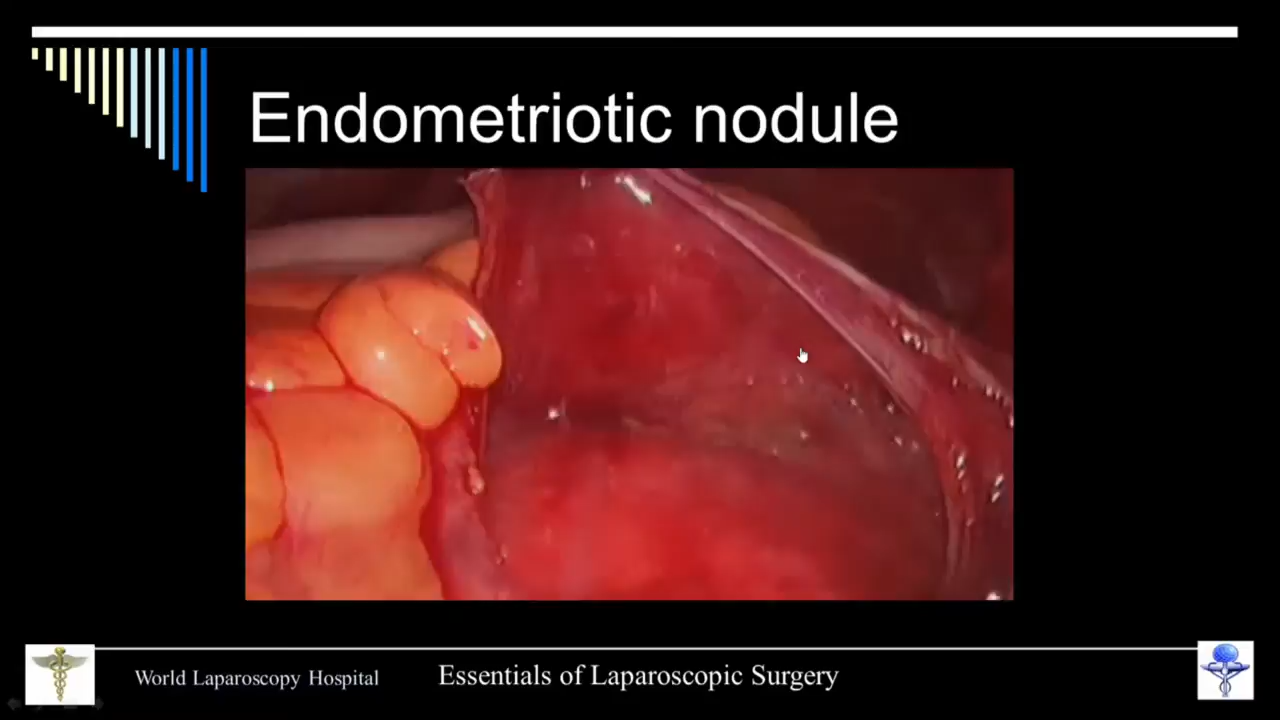 Endometriotic nodule
World Laparoscopy Hospital
Essentials of Laparoscopic Surgery